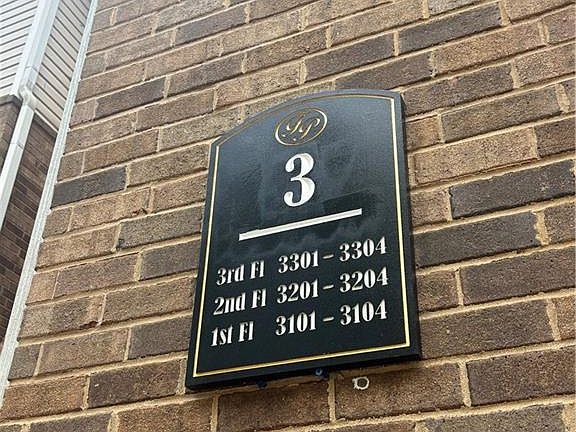 3
3rd Fl 3301 - 3304
2nd Fl 3201 - 3204
1st Fl 3101 - 3104